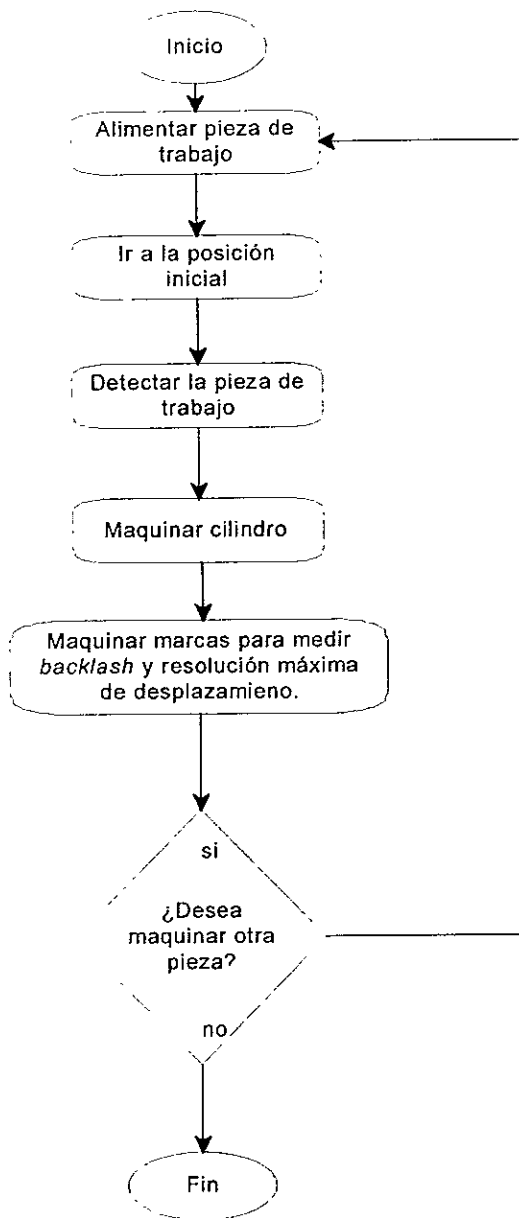 Inicio
Alimentar pieza de
trabajo
Ir a la posición
inicial
Detectar la pieza de
trabajo
Maquinar cilindro
Maquinar marcas para medir
backlash y resolución máxima
de desplazamieno.
si
¿Desea
maquinar otra
pieza?
no
Fin